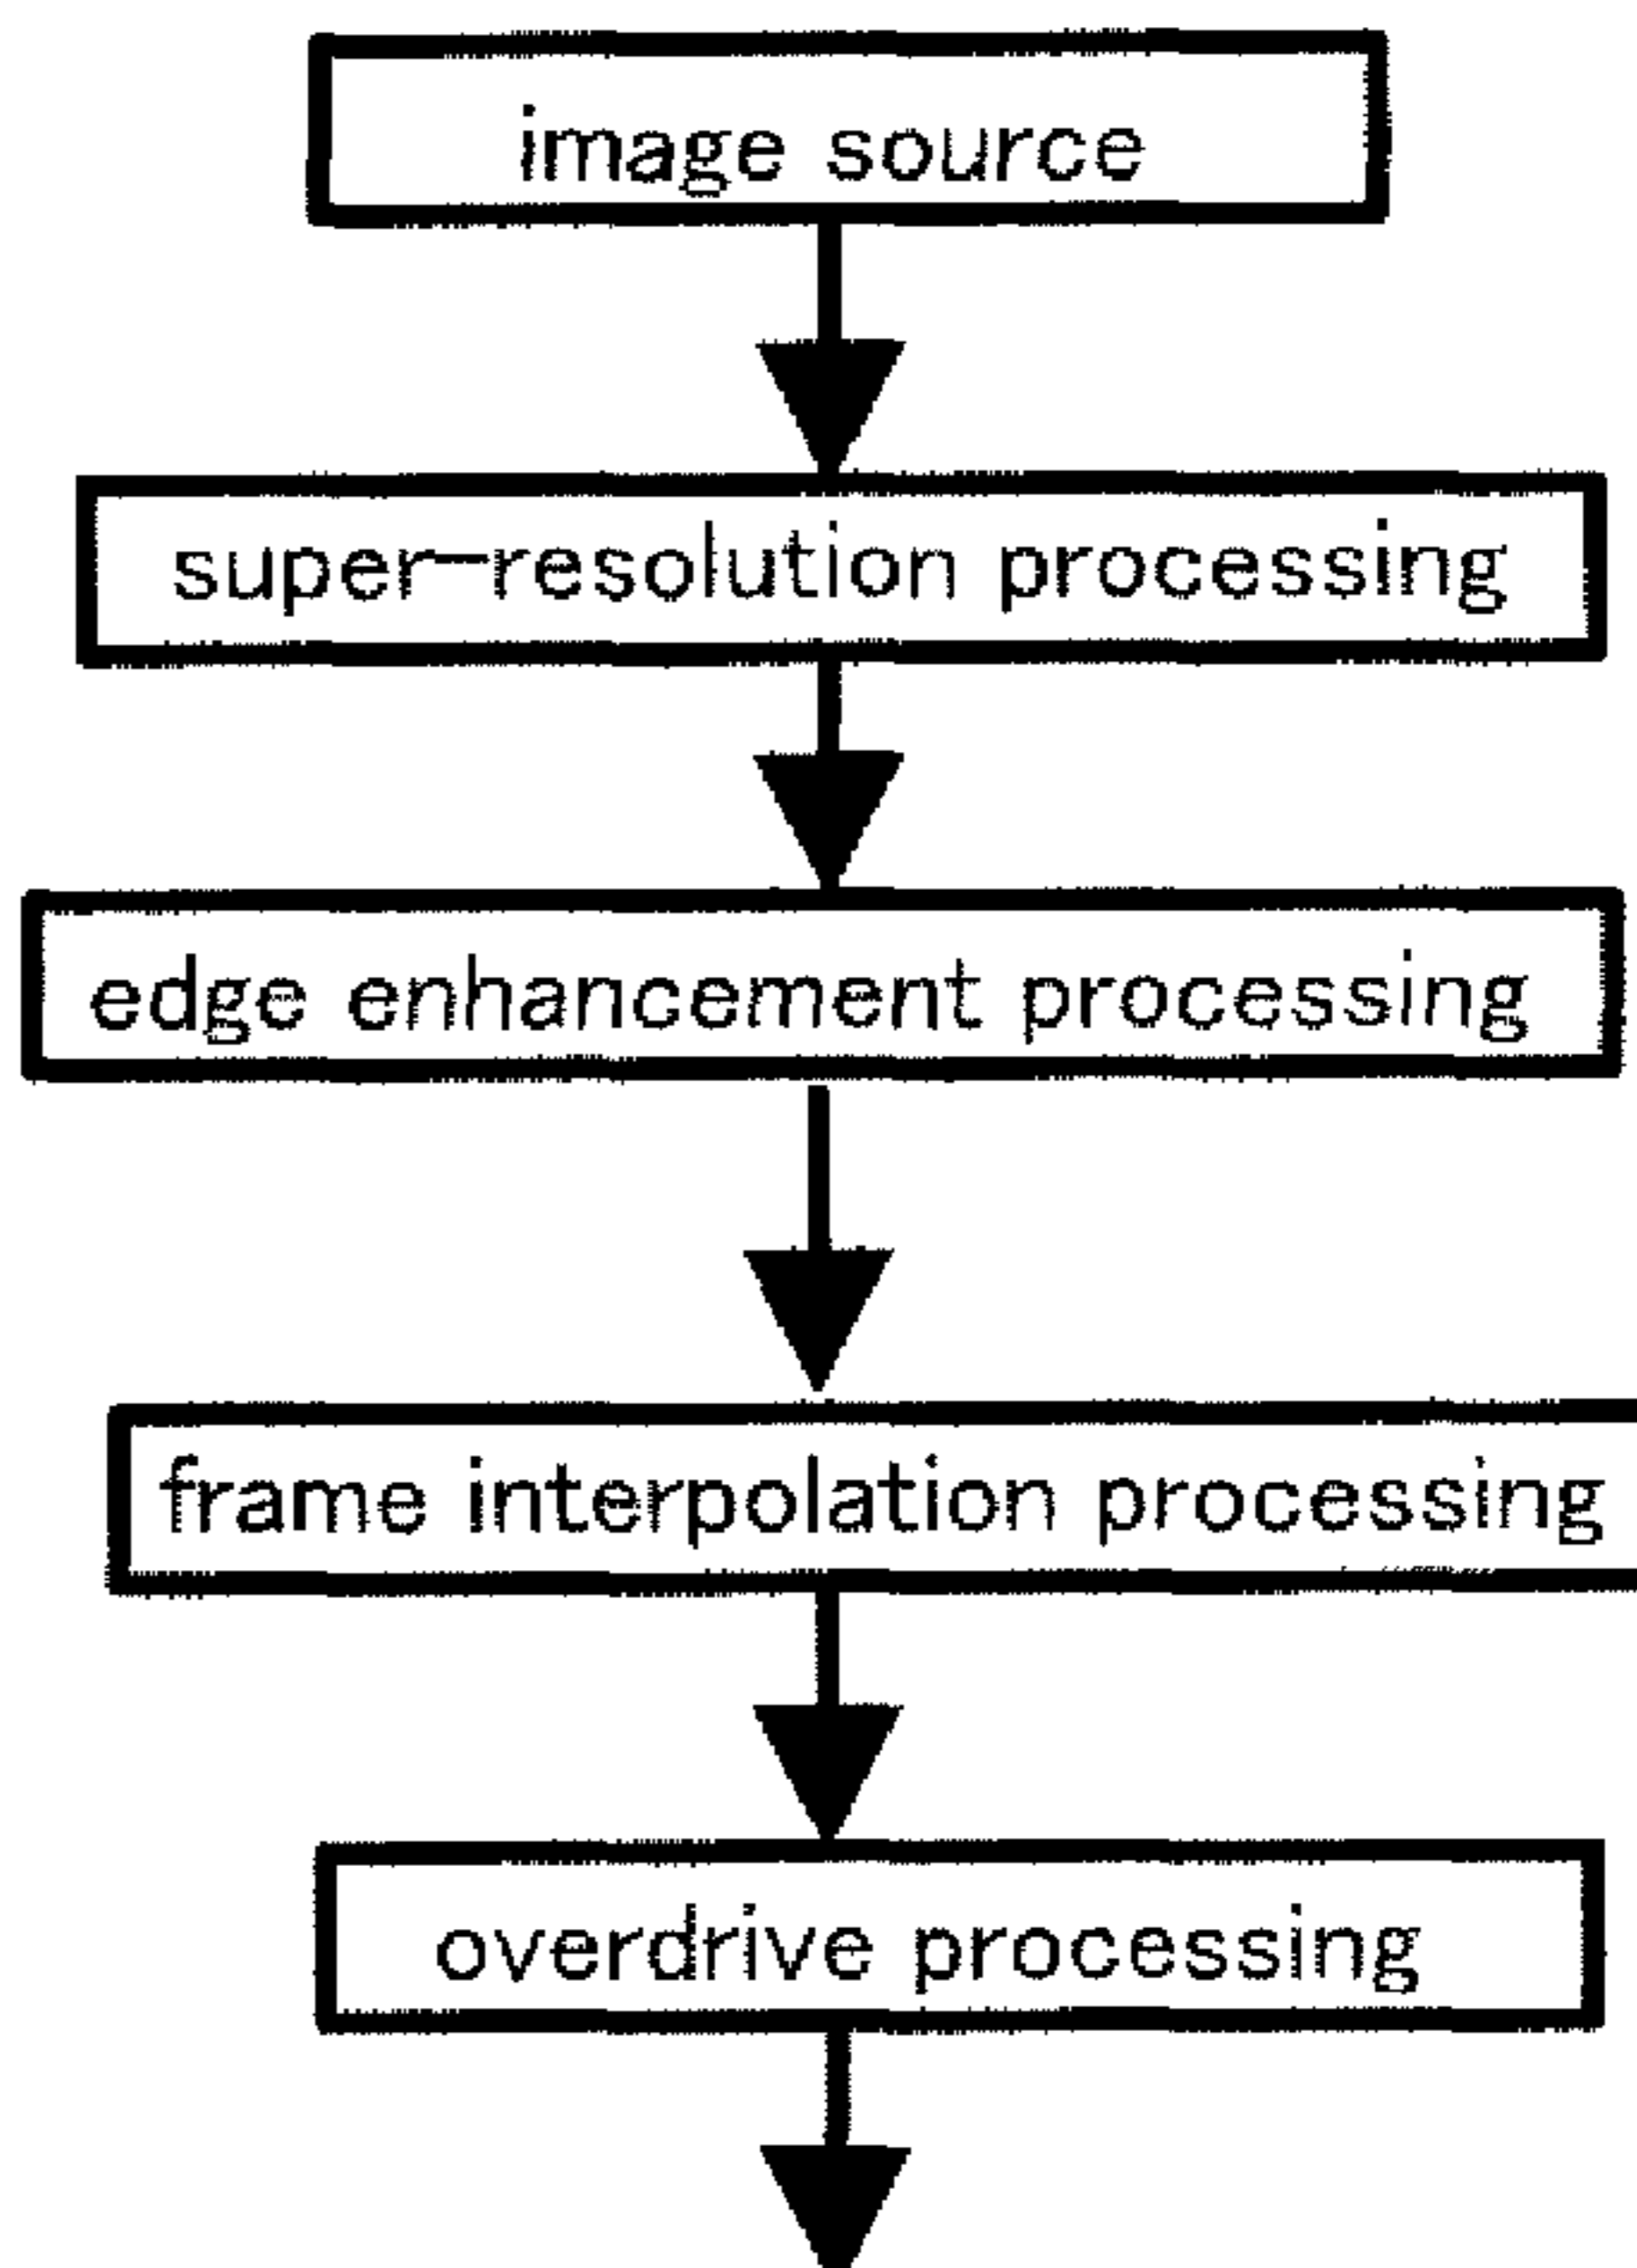 image source
super-resolution processing
edge enhancement processing
frame interpolation processing
overdrive processing